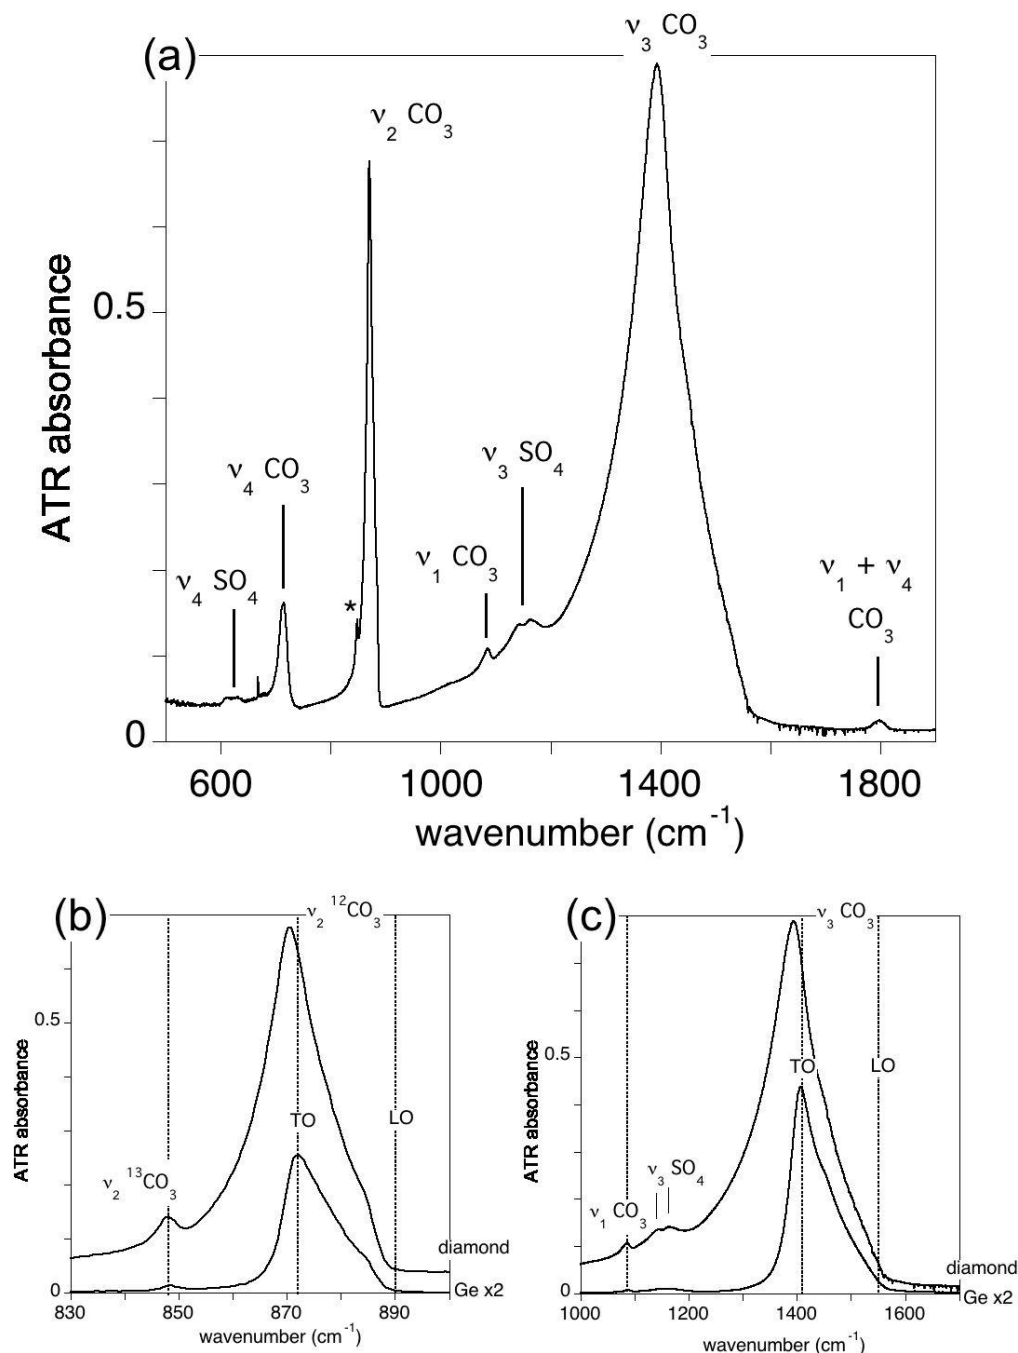 (a)
ν3 CO3
ν2 CO3
0.5
ATR absorbance
ν4 CO3
ν3 SO4
ν1 CO3
ν4 SO4
*
ν1 + ν4
CO3
0
600 1000 1400 1800
wavenumber (cm-1)
(b)
ν2 12CO3
0.5
ATR absorbance
TO
LO
ν2 13CO3
diamond
0
Ge x2
830 850 870 890
wavenumber (cm-1)
(c)
ν3 CO3
0.5
ATR absorbance
TO
LO
ν3 SO4
ν1 CO3
diamond
0
Ge x2
1000 1200 1400 1600
wavenumber (cm-1)